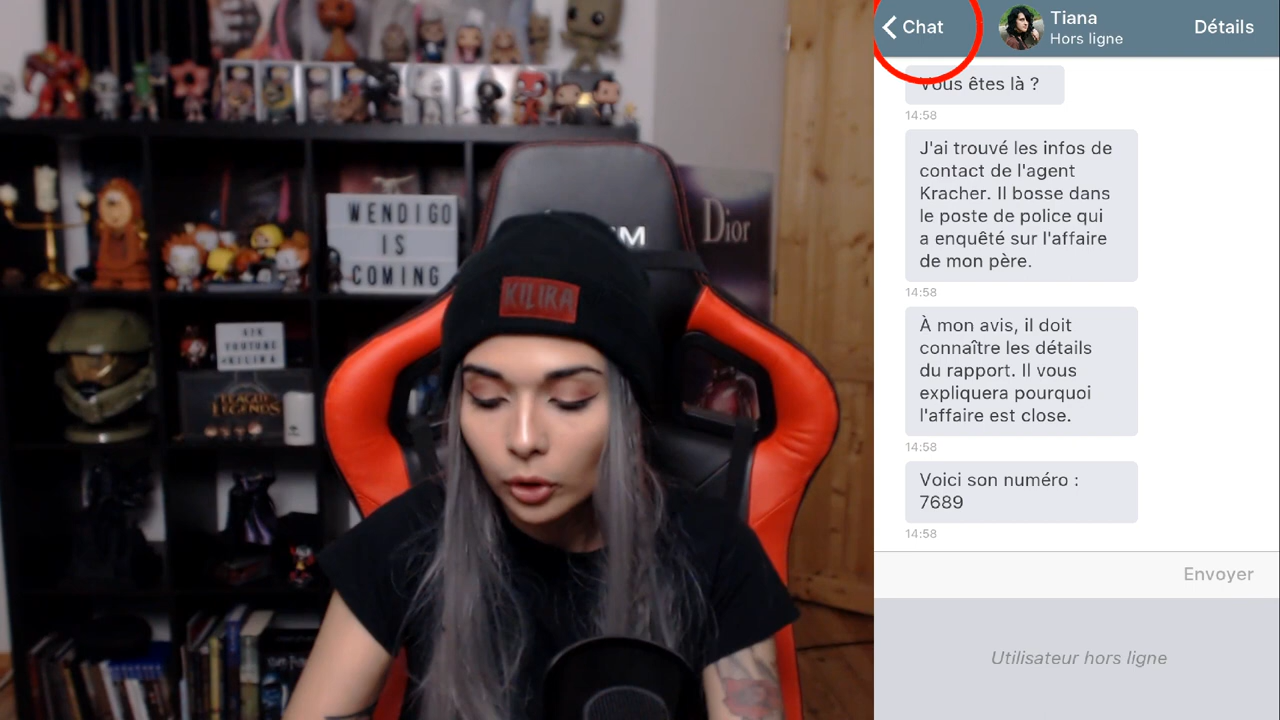 WENDIGO
IS
COMING
Dior
KILIRA
YOUTUBE
KILIRA
LEAGUE OF
LEGENDS
Chat
Tiana
Hors ligne
Détails
Vous êtes là ?
14:58
J'ai trouvé les infos de
contact de l'agent
Kracher. Il bosse dans
le poste de police qui
a enquêté sur l'affaire
de mon père.
14:58
À mon avis, il doit
connaître les détails
du rapport. Il vous
expliquera pourquoi
l'affaire est close.
14:58
Voici son numéro :
7689
14:58
Envoyer
Utilisateur hors ligne